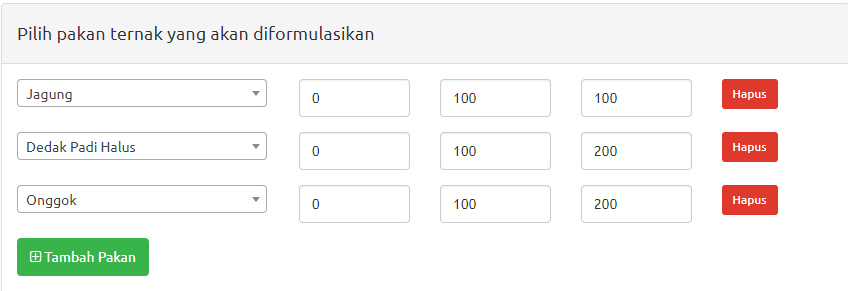 Pilih pakan ternak yang akan diformulasikan
Jagung 0 100 100 Hapus
Dedak Padi Halus 0 100 200 Hapus
Onggok 0 100 200 Hapus
Tambah Pakan